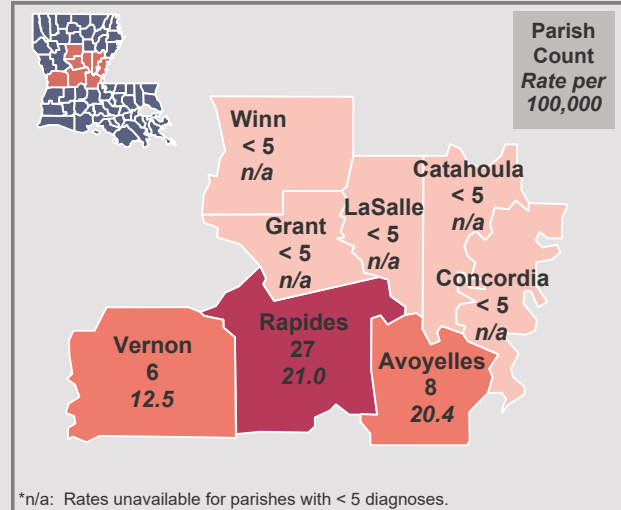 Parish
Count
Rate per
100,000
Winn
< 5
n/a
Catahoula
< 5
n/a
LaSalle
< 5
n/a
Grant
< 5
n/a
Concordia
< 5
n/a
Rapides
27
21.0
Vernon
6
12.5
Avoyelles
8
20.4
*n/a:  Rates unavailable for parishes with < 5 diagnoses.